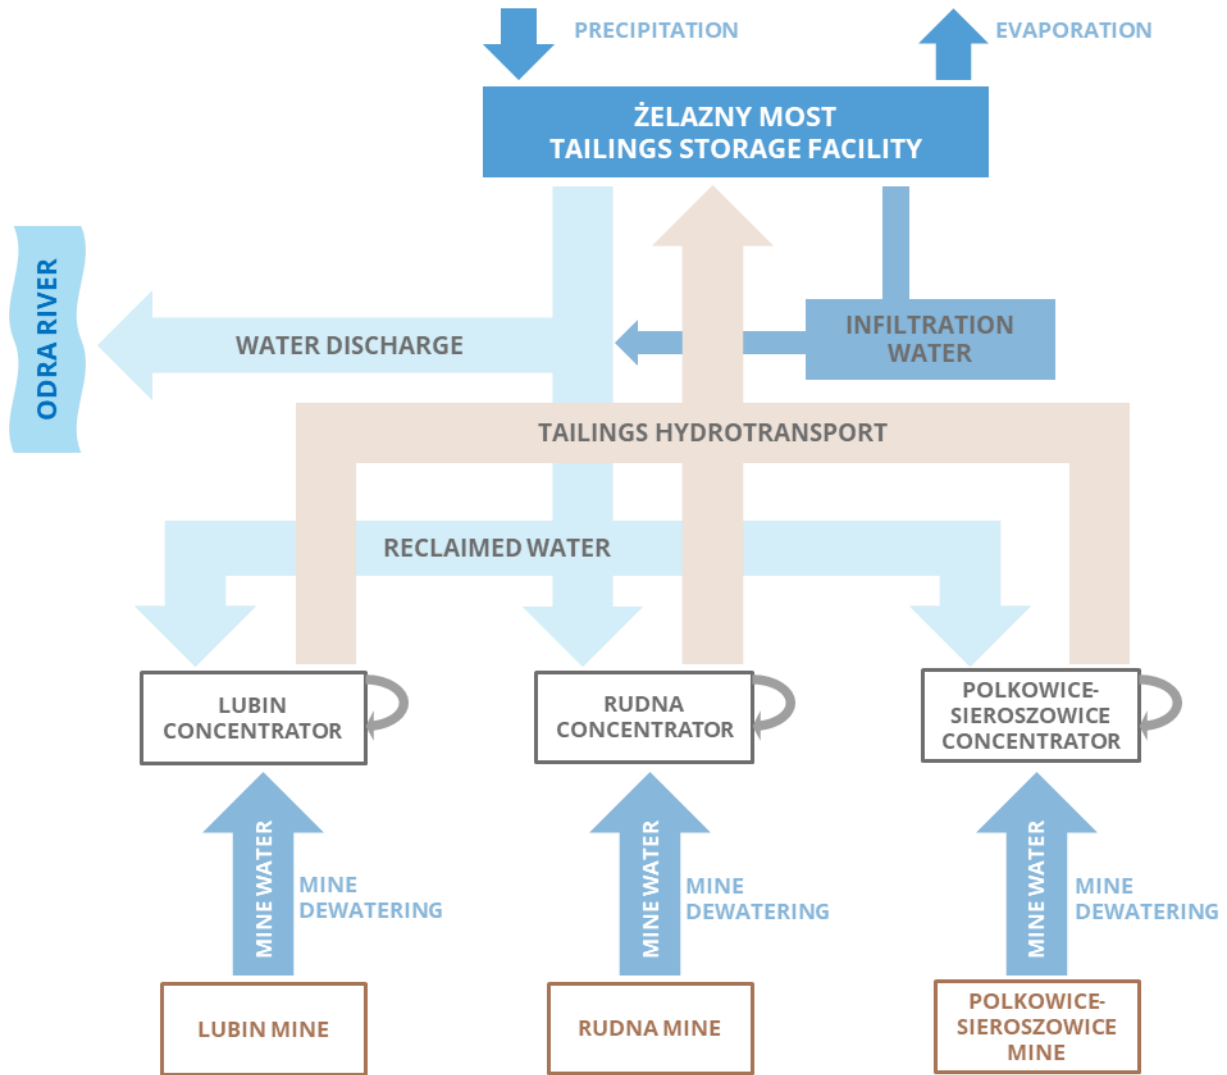 PRECIPITATION
EVAPORATION
ŻELAZNY MOST
TAILINGS STORAGE FACILITY
ODRA RIVER
WATER DISCHARGE
INFILTRATION
WATER
TAILINGS HYDROTRANSPORT
RECLAIMED WATER
LUBIN
CONCENTRATOR
RUDNA
CONCENTRATOR
POLKOWICE-
SIEROSZOWICE
CONCENTRATOR
MINE WATER
MINE
DEWATERING
MINE WATER
MINE
DEWATERING
MINE WATER
MINE
DEWATERING
LUBIN MINE
RUDNA MINE
POLKOWICE-
SIEROSZOWICE
MINE